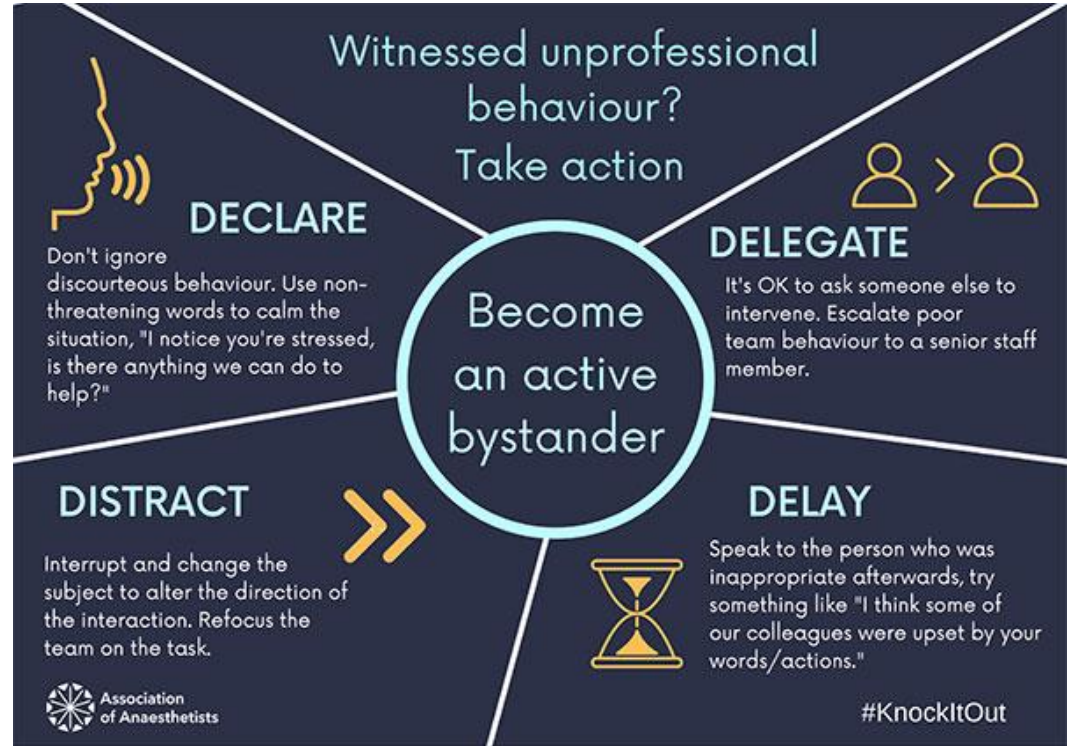 Witnessed unprofessional
behaviour?
Take action
DECLARE
Don't ignore
discourteous behaviour. Use non-
threatening words to calm the
situation, "I notice you're stressed,
is there anything we can do to
help?"
DELEGATE
It's OK to ask someone else to
intervene. Escalate poor
team behaviour to a senior staff
member.
Become
an active
bystander
DISTRACT
Interrupt and change the
subject to alter the direction of
the interaction. Refocus the
team on the task.
DELAY
Speak to the person who was
inappropriate afterwards, try
something like "I think some of
our colleagues were upset by your
words/actions."
Association
of Anaesthetists
#KnockItOut